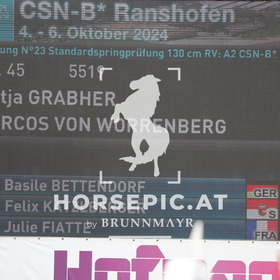 CSN-B* Ranshofen
4. - 6. Oktober 2024
ung N°23 Standardspringprüfung 130 cm RV: A2 CSN-B*
45 5519
tja GRABHER
RCOS VON WORRENBERG
Basile BETTENDORF GER
Felix
Julie FIATTE FRA
HORSEPIC.AT
by BRUNNMAYR